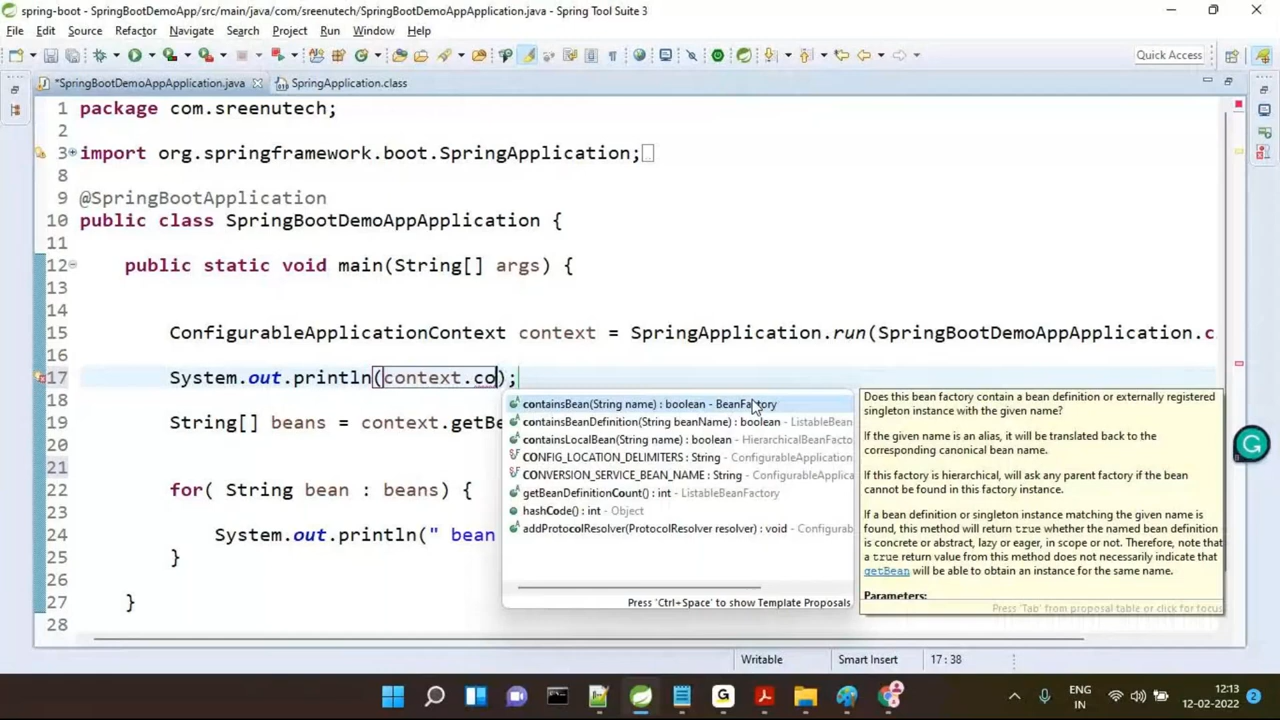 spring-boot - SpringBootDemoApp/src/main/java/com/sreenutech/SpringBootDemoAppApplication.java - Spring Tool Suite 3
File Edit Source Refactor Navigate Search Project Run Window Help
Quick Access
*SpringBootDemoAppApplication.java SpringApplication.class
1 package com.sreenutech;
2
3 import org.springframework.boot.SpringApplication;
8
9 @SpringBootApplication
10 public class SpringBootDemoAppApplication {
11
12 public static void main(String[] args) {
13
14
15 ConfigurableApplicationContext context = SpringApplication.run(SpringBootDemoAppApplication.c
16
17 System.out.println(context.co);
18
19 String[] beans = context.getBe
21
22 for( String bean : beans) {
24 System.out.println(" bean
25 }
26
27 }
28
containsBean(String name) : boolean - BeanFactory
containsBeanDefinition(String beanName) : boolean - ListableBean
containsLocalBean(String name) : boolean - HierarchicalBeanFacto
CONFIG_LOCATION_DELIMITERS : String - ConfigurableApplication
CONVERSION_SERVICE_BEAN_NAME : String - ConfigurableApplica
getBeanDefinitionCount() : int - ListableBeanFactory
hashCode() : int - Object
addProtocolResolver(ProtocolResolver resolver) : void - Configurab
Press 'Ctrl+Space' to show Template Proposals
Does this bean factory contain a bean definition or externally registered
singleton instance with the given name?
If the given name is an alias, it will be translated back to the
corresponding canonical bean name.
If this factory is hierarchical, will ask any parent factory if the bean
cannot be found in this factory instance.
If a bean definition or singleton instance matching the given name is
found, this method will return true whether the named bean definition
is concrete or abstract, lazy or eager, in scope or not. Therefore, note that
a true return value from this method does not necessarily indicate that
getBean will be able to obtain an instance for the same name.
Parameters:
Press 'Tab' from proposal table or click for focus
Writable Smart Insert 17 : 38
ENG
IN
12:13
12-02-2022
2